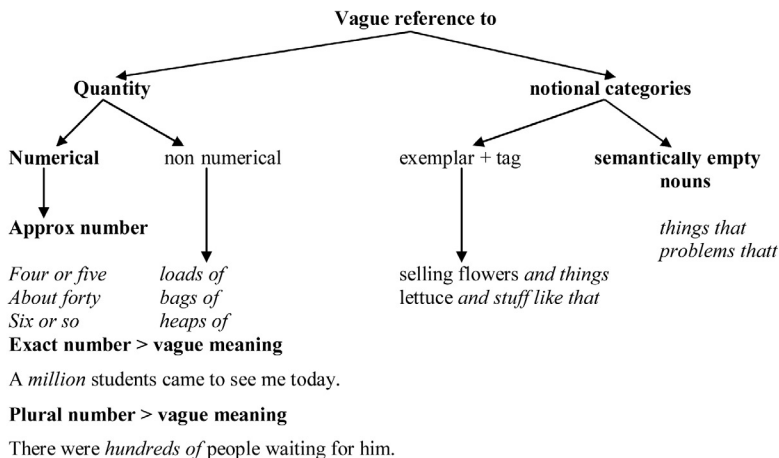 Vague reference to
Quantity
notional categories
Numerical
non numerical
exemplar + tag
semantically empty
nouns
Approx number
things that
problems thatt
Four or five
About forty
Six or so
loads of
bags of
heaps of
selling flowers and things
lettuce and stuff like that
Exact number > vague meaning
A million students came to see me today.
Plural number > vague meaning
There were hundreds of people waiting for him.